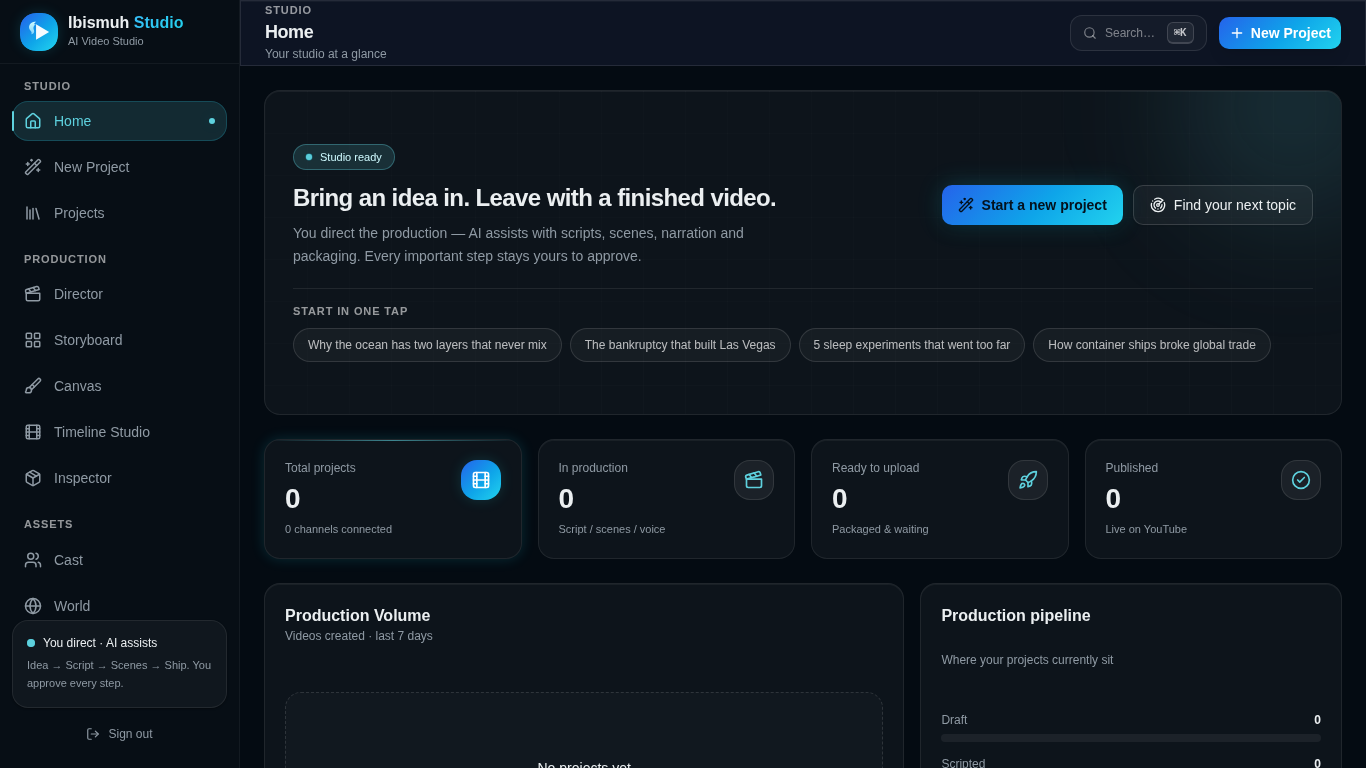 Ibismuh Studio
AI Video Studio
STUDIO
Home
New Project
Projects
PRODUCTION
Director
Storyboard
Canvas
Timeline Studio
Inspector
ASSETS
Cast
World
You direct · AI assists
Idea → Script → Scenes → Ship. You
approve every step.
Sign out
STUDIO
Home
Your studio at a glance
Search…
⌘K
New Project
Studio ready
Bring an idea in. Leave with a finished video.
You direct the production — AI assists with scripts, scenes, narration and
packaging. Every important step stays yours to approve.
Start a new project
Find your next topic
START IN ONE TAP
Why the ocean has two layers that never mix
The bankruptcy that built Las Vegas
5 sleep experiments that went too far
How container ships broke global trade
Total projects
0
0 channels connected
In production
0
Script / scenes / voice
Ready to upload
0
Packaged & waiting
Published
0
Live on YouTube
Production Volume
Videos created · last 7 days
No projects yet
Production pipeline
Where your projects currently sit
Draft 0
Scripted 0